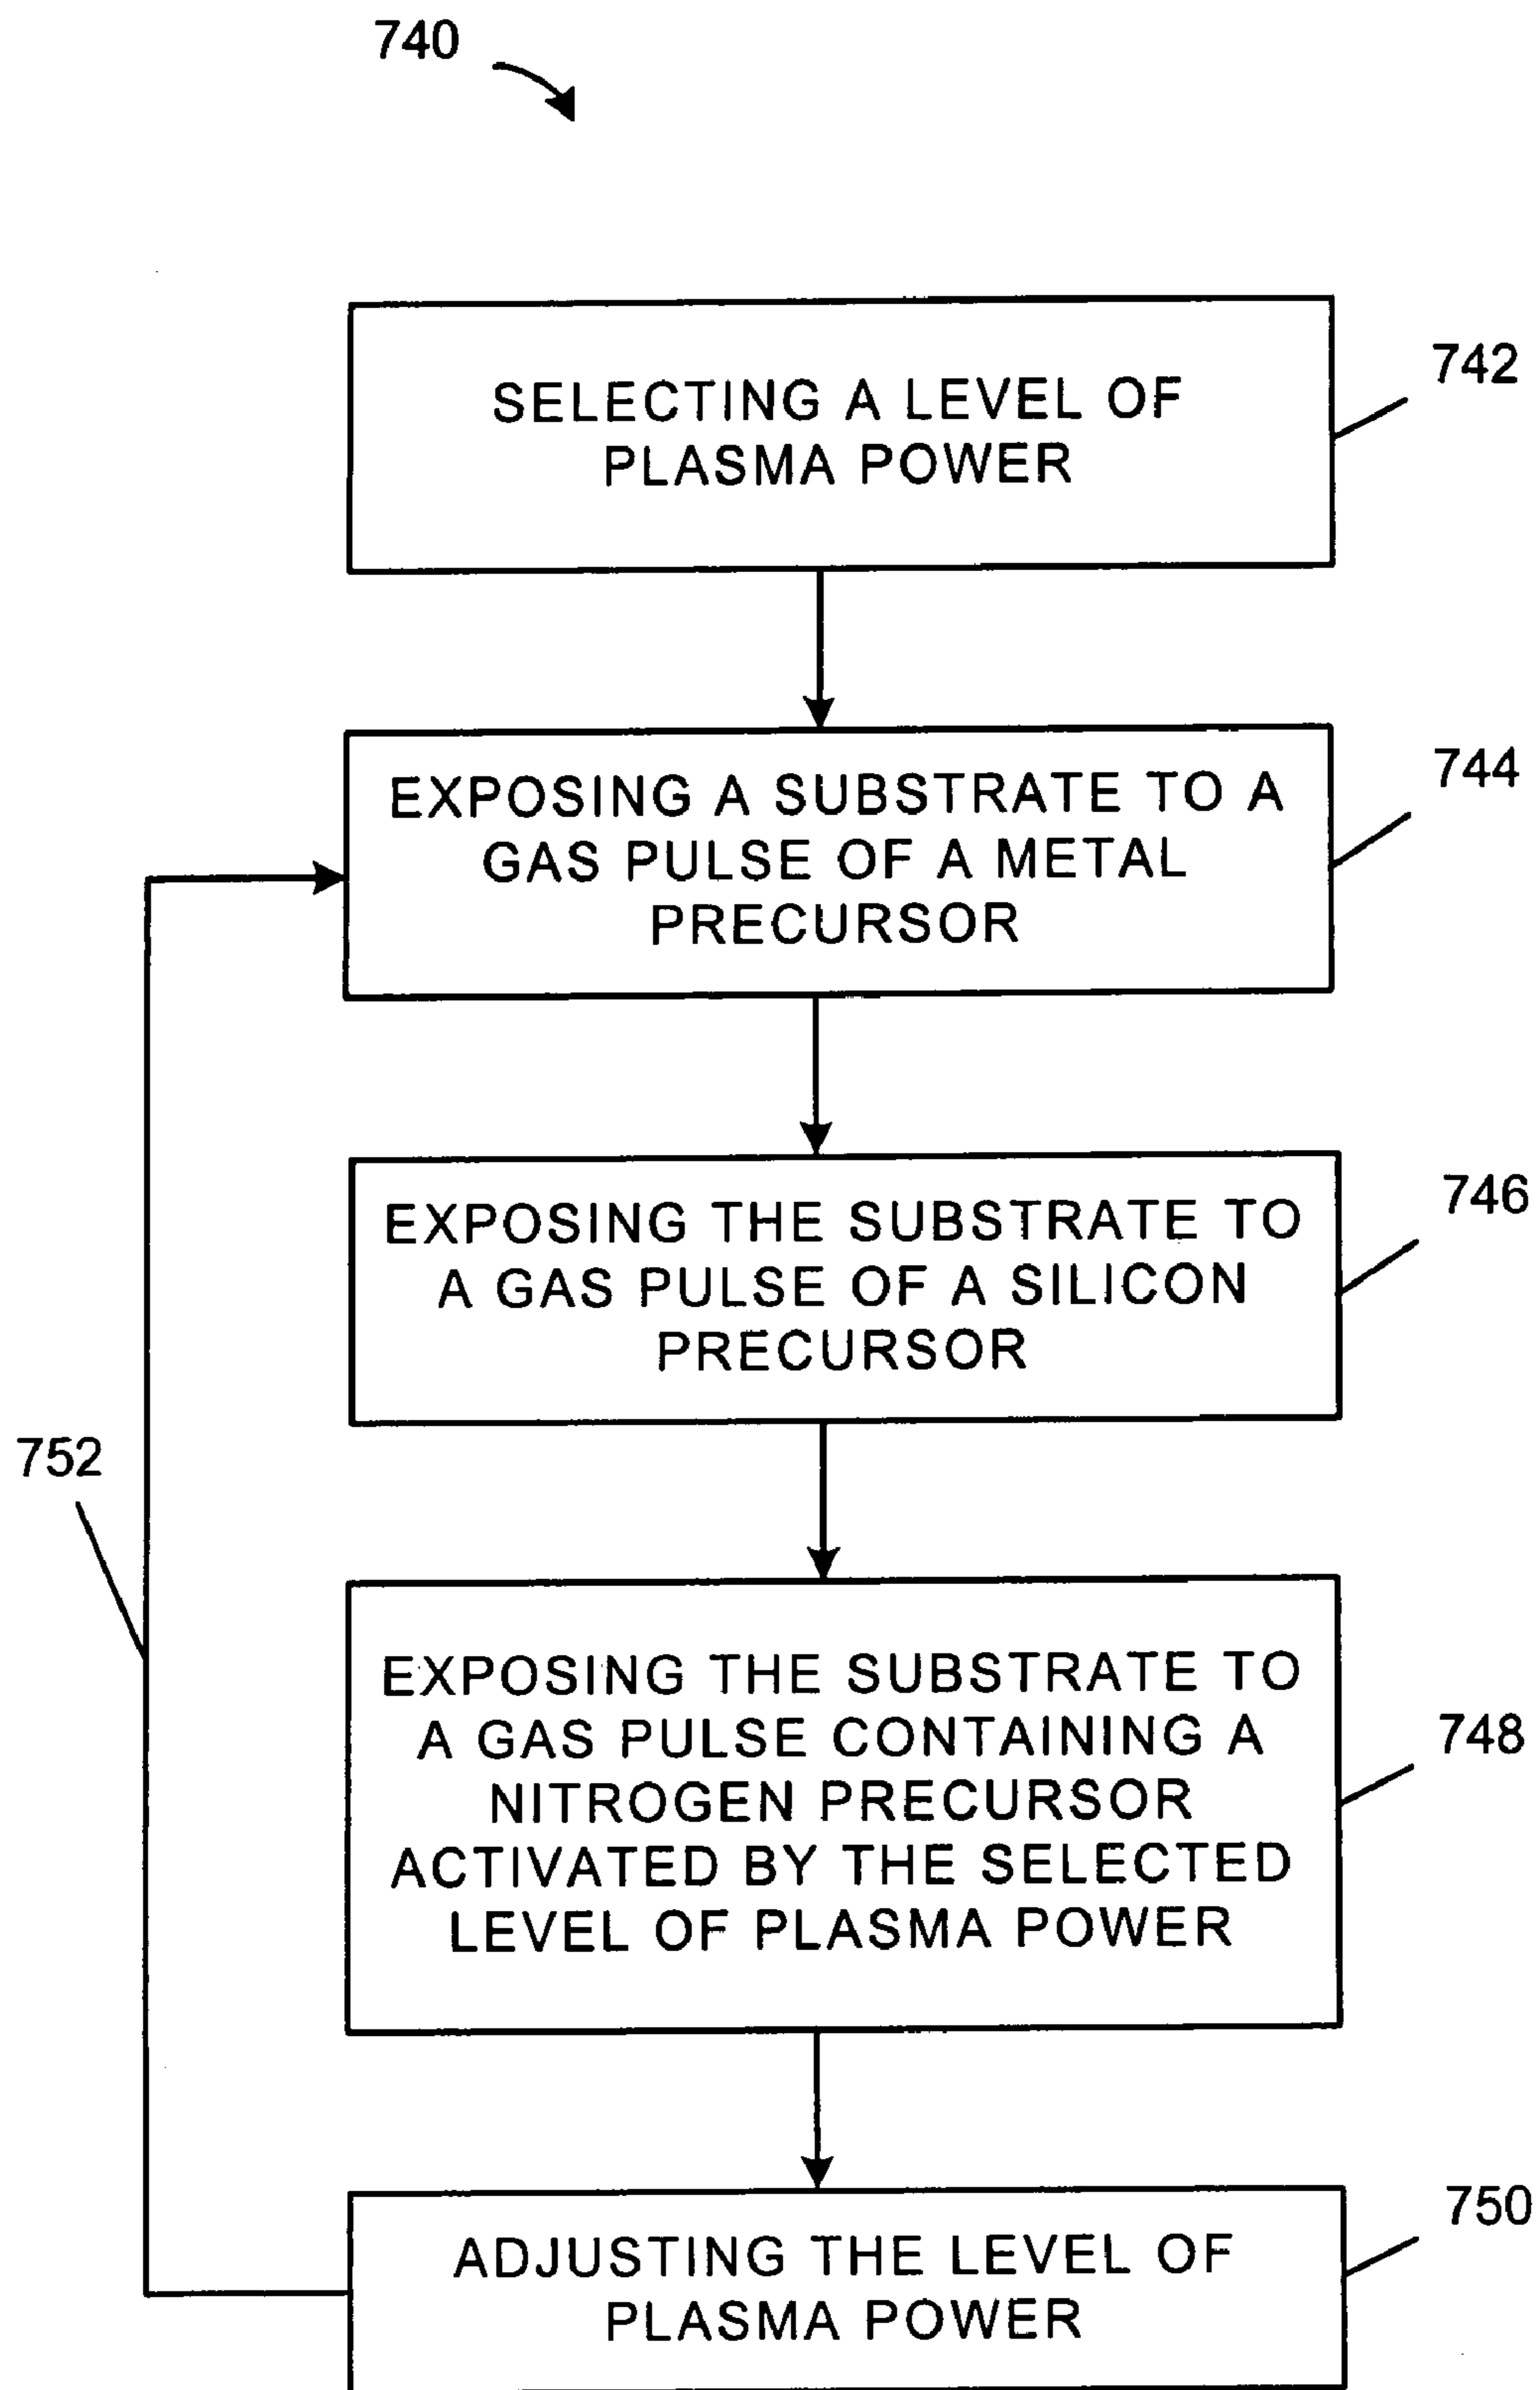 740
742
SELECTING A LEVEL OF
PLASMA POWER
744
EXPOSING A SUBSTRATE TO A
GAS PULSE OF A METAL
PRECURSOR
746
EXPOSING THE SUBSTRATE TO
A GAS PULSE OF A SILICON
PRECURSOR
752
748
EXPOSING THE SUBSTRATE TO
A GAS PULSE CONTAINING A
NITROGEN PRECURSOR
ACTIVATED BY THE SELECTED
LEVEL OF PLASMA POWER
750
ADJUSTING THE LEVEL OF
PLASMA POWER